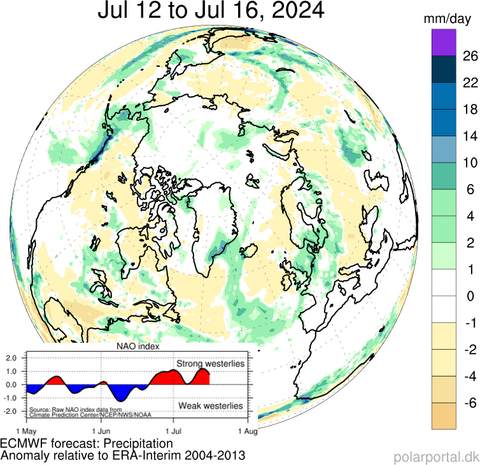 Jul 12 to Jul 16, 2024
mm/day
26
22
18
14
10
6
4
2
1
0
-1
-2
-4
-6
NAO index
2.0
1.0
0.0
-1.0
-2.0
Strong westerlies
Weak westerlies
Source: Raw NAO index data from
Climate Prediction Center/NCEP/NWS/NOAA
1 May
1 Jun
1 Jul
1 Aug
ECMWF forecast: Precipitation
Anomaly relative to ERA-Interim 2004-2013
polarportal.dk